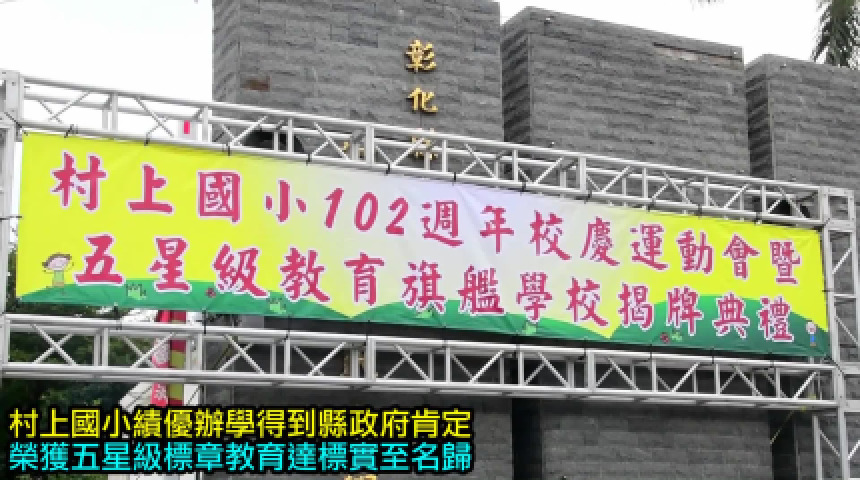 彰化
村上國小102週年校慶運動會暨
五星級教育旗艦學校揭牌典禮
村上國小績優辦學得到縣政府肯定
榮獲五星級標章教育達標實至名歸